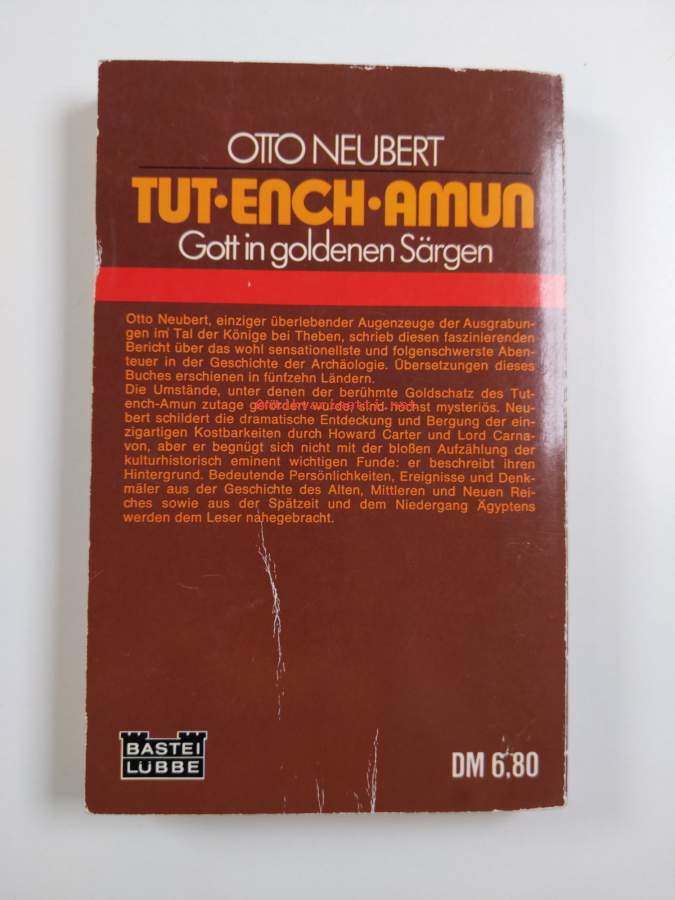 OTTO NEUBERT
TUT·ENCH·AMUN
Gott in goldenen Särgen
Otto Neubert, einziger überlebender Augenzeuge der Ausgrabun-
gen im Tal der Könige bei Theben, schrieb diesen faszinierenden
Bericht über das wohl sensationellste und folgenschwerste Aben-
teuer in der Geschichte der Archäologie. Übersetzungen dieses
Buches erschienen in fünfzehn Ländern.
Die Umstände, unter denen der berühmte Goldschatz des Tut-
ench-Amun zutage gefördert wurde, sind höchst mysteriös. Neu-
bert schildert die dramatische Entdeckung und Bergung der ein-
zigartigen Kostbarkeiten durch Howard Carter und Lord Carna-
von, aber er begnügt sich nicht mit der bloßen Aufzählung der
kulturhistorisch eminent wichtigen Funde: er beschreibt ihren
Hintergrund. Bedeutende Persönlichkeiten, Ereignisse und Denk-
mäler aus der Geschichte des Alten, Mittleren und Neuen Rei-
ches sowie aus der Spätzeit und dem Niedergang Ägyptens
werden dem Leser nahegebracht.
BASTEI
LÜBBE
DM 6,80